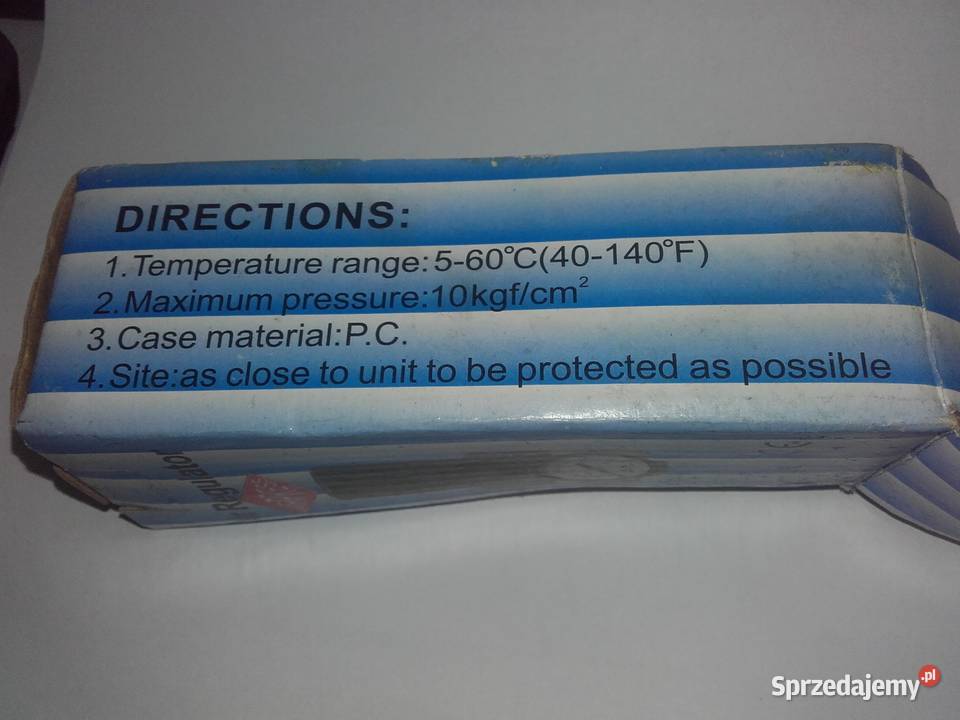 DIRECTIONS:
1.Temperature range:5-60°C(40-140°F)
2.Maximum pressure:10kgf/cm²
3.Case material:P.C.
4.Site:as close to unit to be protected as possible
Sprzedajemy.pl